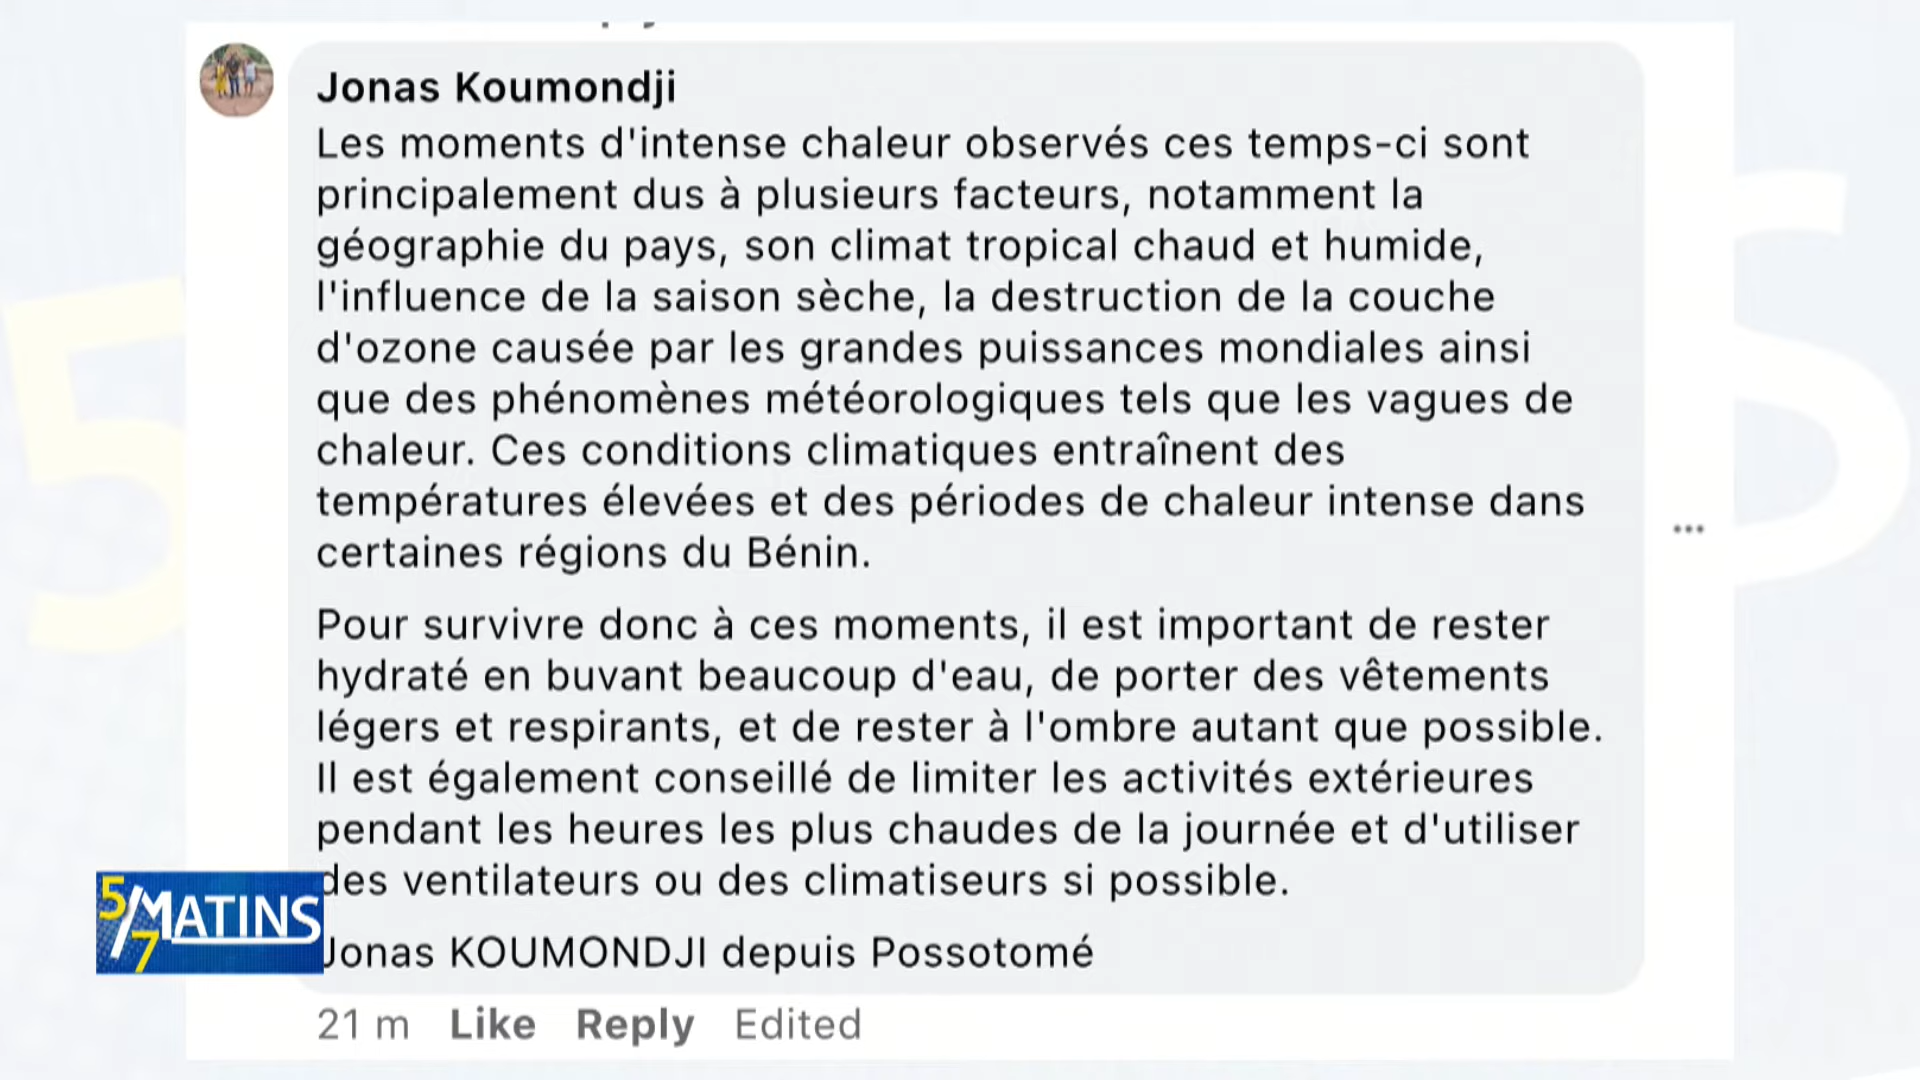 Jonas Koumondji
Les moments d'intense chaleur observés ces temps-ci sont
principalement dus à plusieurs facteurs, notamment la
géographie du pays, son climat tropical chaud et humide,
l'influence de la saison sèche, la destruction de la couche
d'ozone causée par les grandes puissances mondiales ainsi
que des phénomènes météorologiques tels que les vagues de
chaleur. Ces conditions climatiques entraînent des
températures élevées et des périodes de chaleur intense dans
certaines régions du Bénin.
Pour survivre donc à ces moments, il est important de rester
hydraté en buvant beaucoup d'eau, de porter des vêtements
légers et respirants, et de rester à l'ombre autant que possible.
Il est également conseillé de limiter les activités extérieures
pendant les heures les plus chaudes de la journée et d'utiliser
des ventilateurs ou des climatiseurs si possible.
Jonas KOUMONDJI depuis Possotomé
21 m Like Reply Edited
5/7 MATINS
5
5